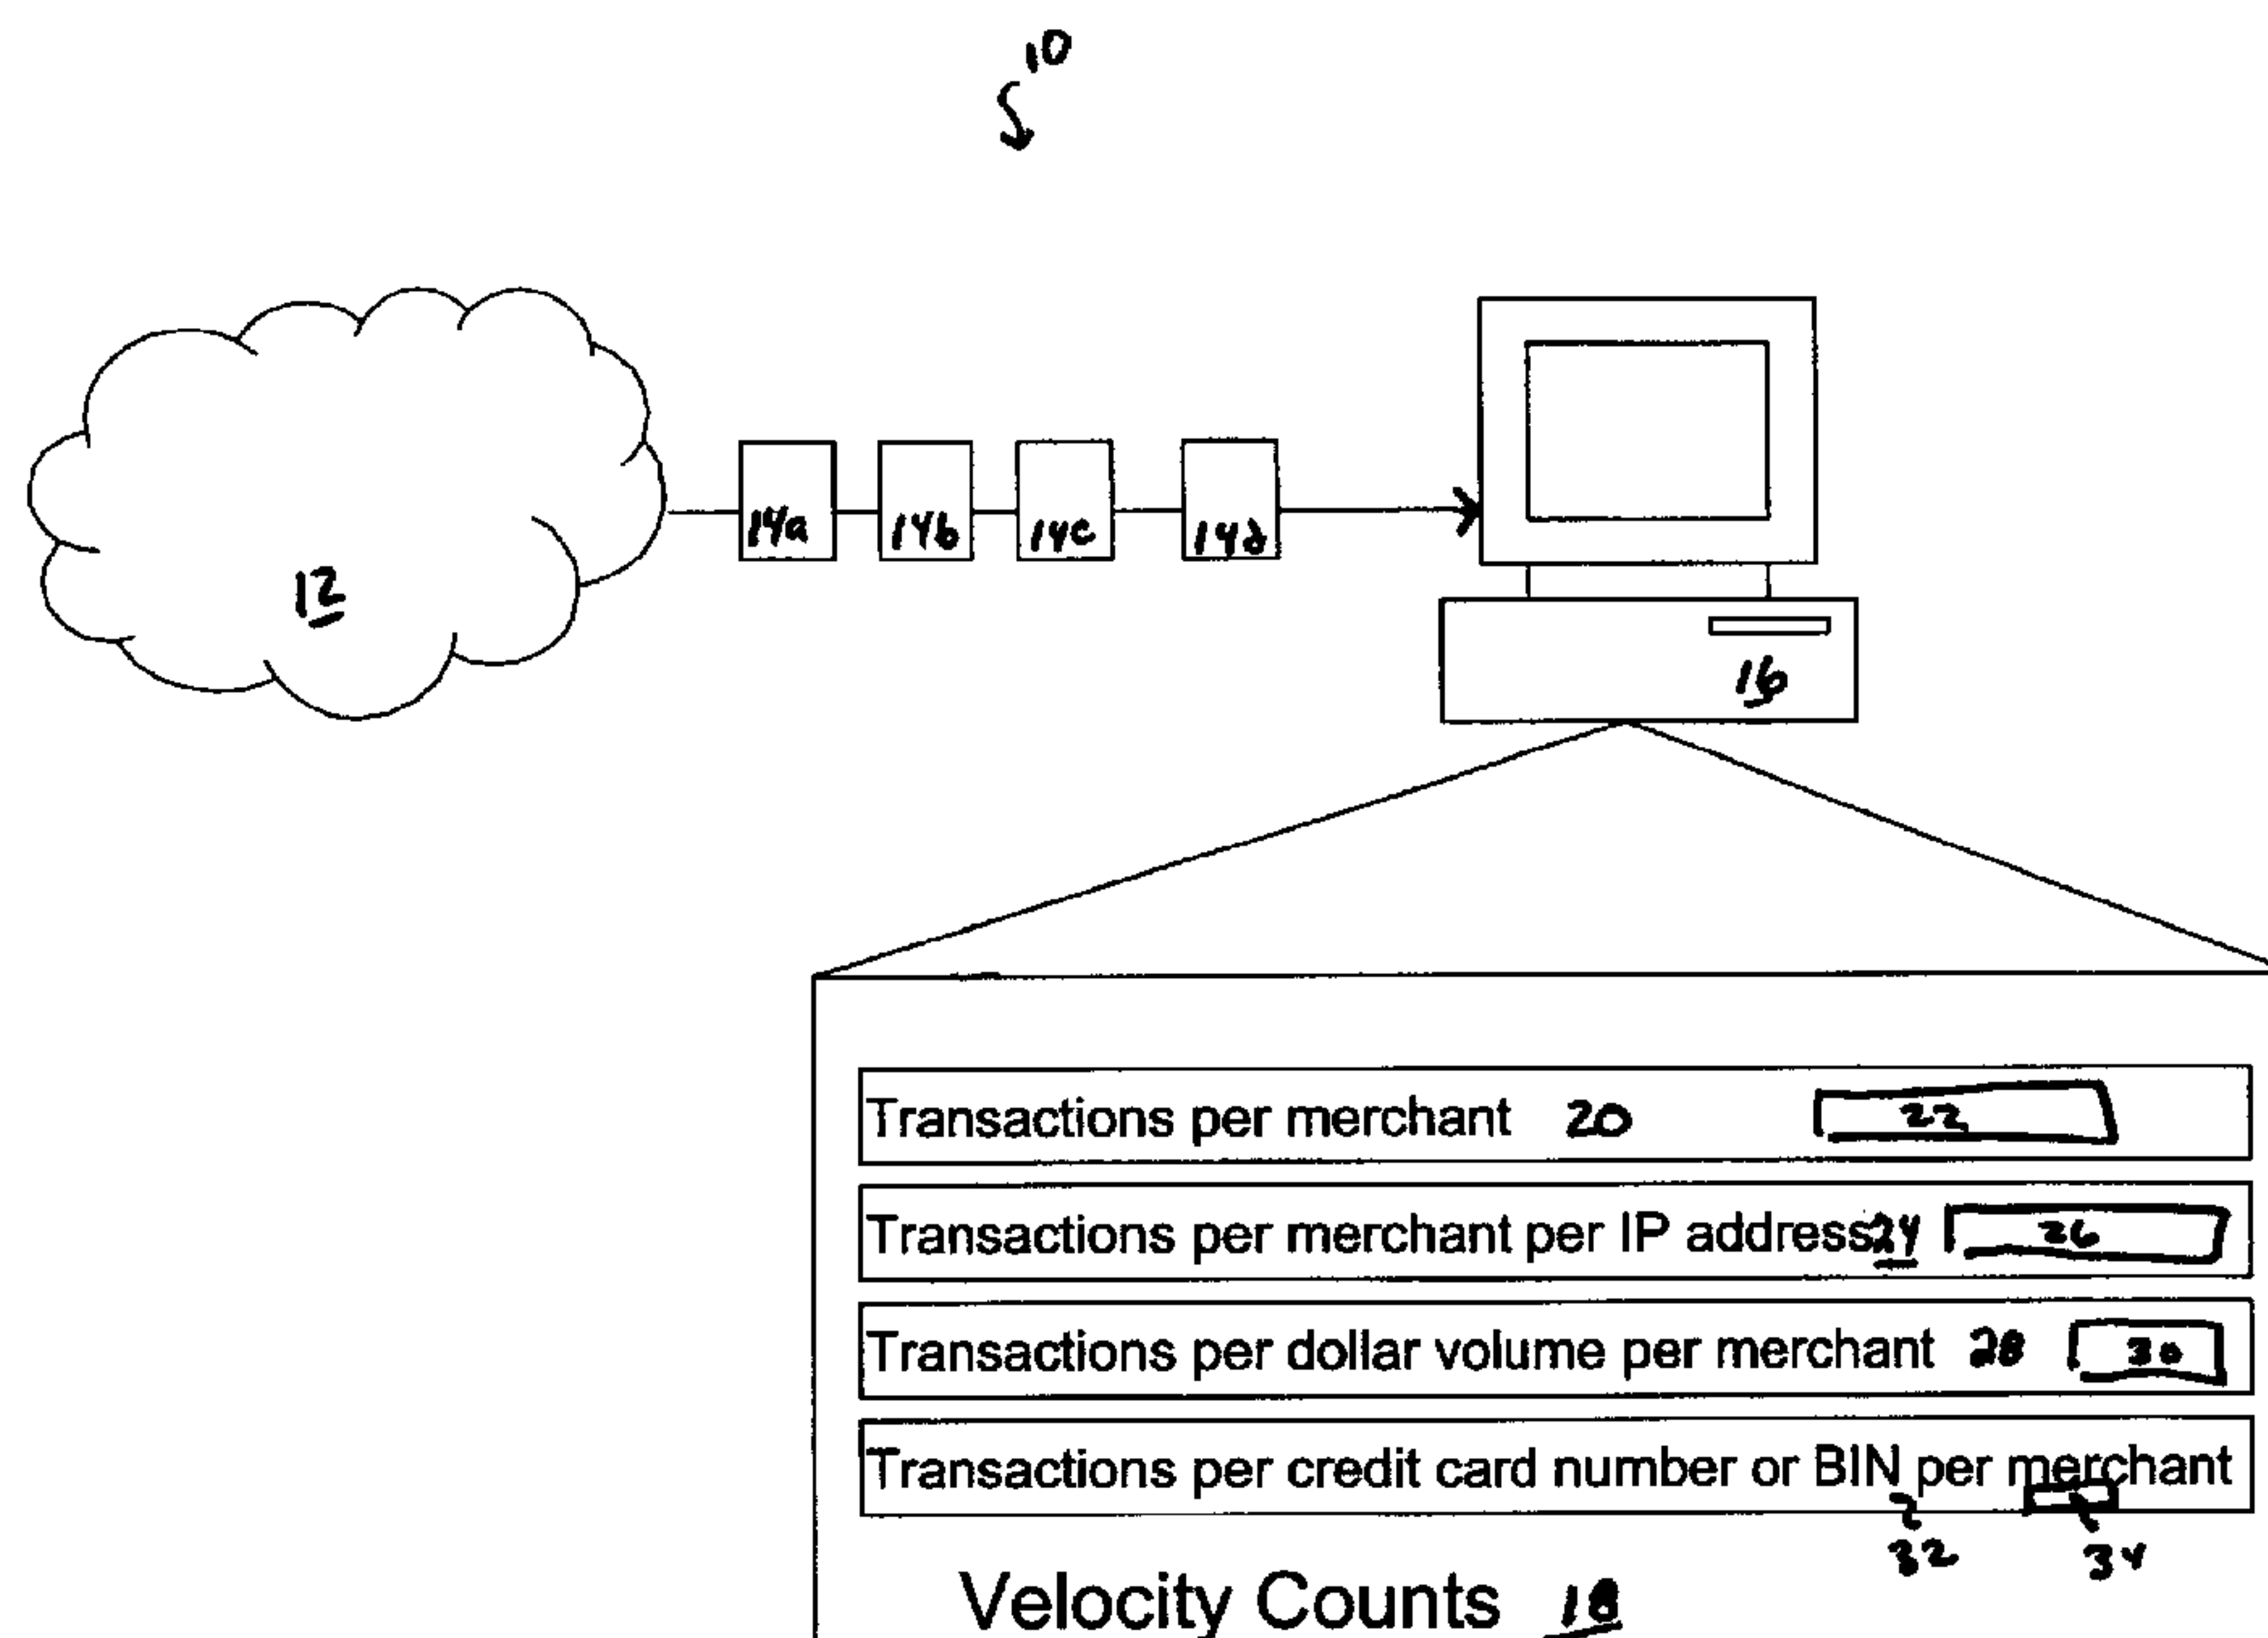 10
12
14a 14b 14c 14d
16
Transactions per merchant 20 22
Transactions per merchant per IP address 24 26
Transactions per dollar volume per merchant 28 30
Transactions per credit card number or BIN per merchant
32 34
Velocity Counts 18